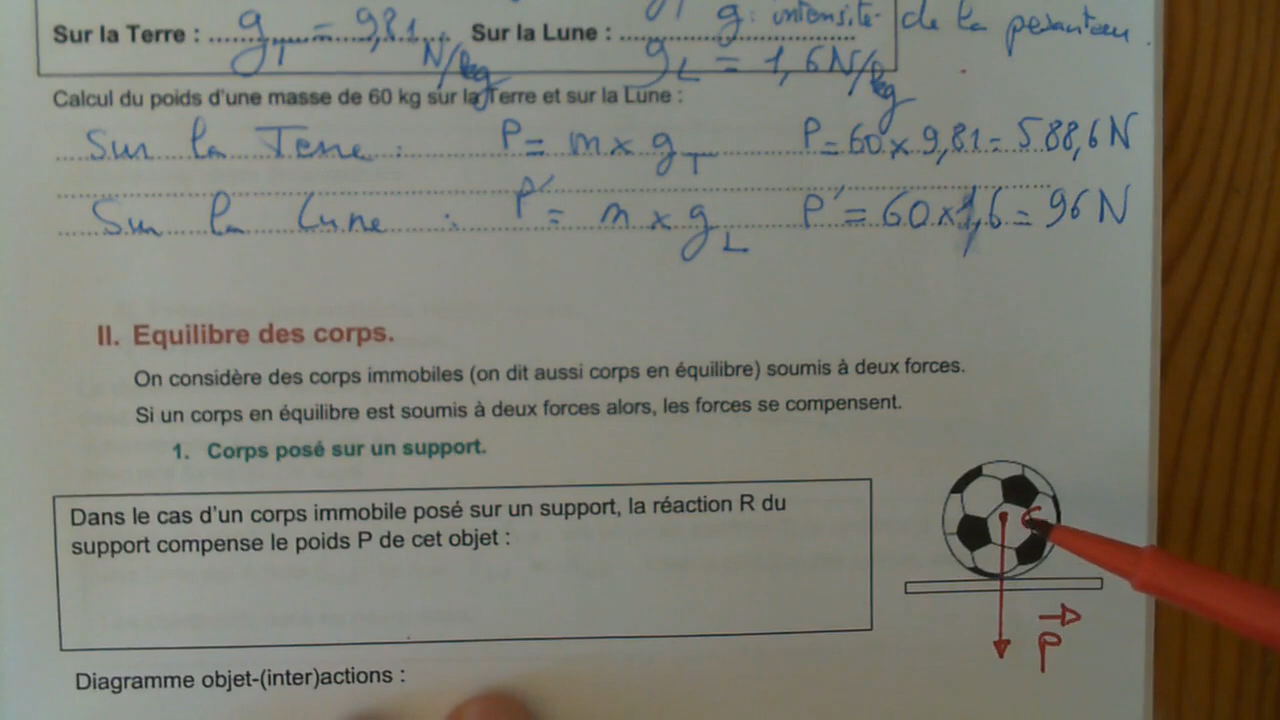 Sur la Terre : gT = 9,81 N/kg Sur la Lune : g : intensité de la pesanteur.
gL = 1,6 N/kg
Calcul du poids d'une masse de 60 kg sur la Terre et sur la Lune :
Sur la Terre : P = m x gT P = 60 x 9,81 = 588,6 N
Sur la Lune : P' = m x gL P' = 60 x 1,6 = 96 N
II. Equilibre des corps.
On considère des corps immobiles (on dit aussi corps en équilibre) soumis à deux forces.
Si un corps en équilibre est soumis à deux forces alors, les forces se compensent.
1. Corps posé sur un support.
Dans le cas d'un corps immobile posé sur un support, la réaction R du
support compense le poids P de cet objet :
G
P
Diagramme objet-(inter)actions :